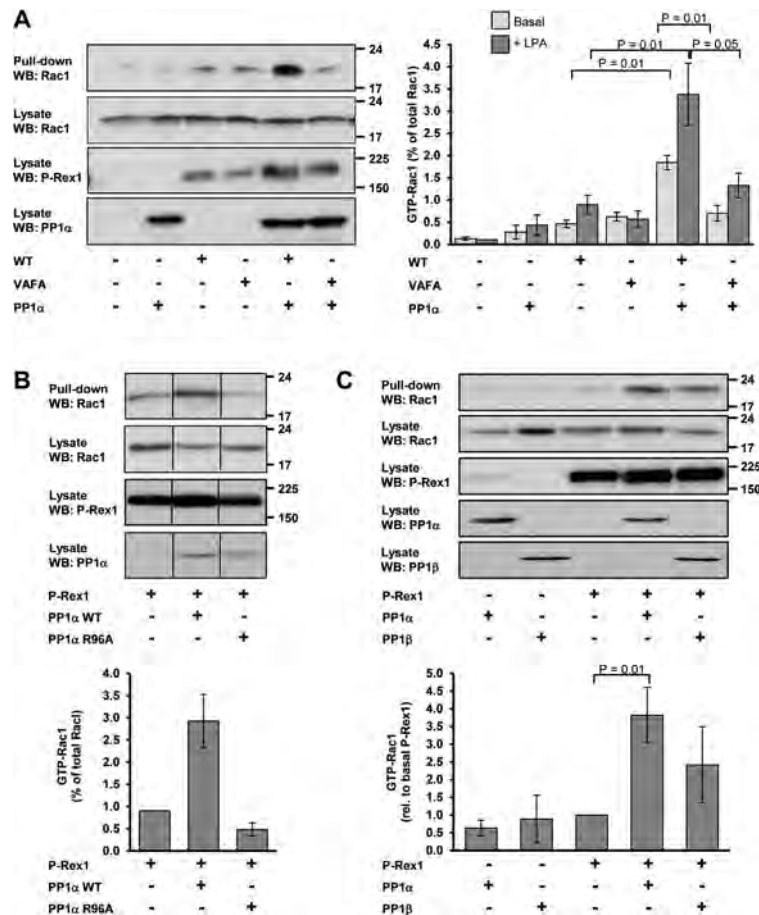 A
Pull-down
WB: Rac1
24
17
Lysate
WB: Rac1
24
17
Lysate
WB: P-Rex1
225
150
Lysate
WB: PP1α
WT - - + - + -
VAFA - - - + - +
PP1α - + - - + +
Basal
+ LPA
P = 0.01
P = 0.01
P = 0.05
P = 0.01
GTP-Rac1 (% of total Rac1)
4.5
4.0
3.5
3.0
2.5
2.0
1.5
1.0
0.5
0.0
WT - - + - + -
VAFA - - - + - +
PP1α - + - - + +
B
Pull-down
WB: Rac1
24
17
Lysate
WB: Rac1
24
17
Lysate
WB: P-Rex1
225
150
Lysate
WB: PP1α
P-Rex1 + + +
PP1α WT - + -
PP1α R96A - - +
GTP-Rac1
(% of total RacI)
4.0
3.5
3.0
2.5
2.0
1.5
1.0
0.5
0.0
P-Rex1 + + +
PP1α WT - + -
PP1α R96A - - +
C
Pull-down
WB: Rac1
24
17
Lysate
WB: Rac1
24
17
Lysate
WB: P-Rex1
225
150
Lysate
WB: PP1α
Lysate
WB: PP1β
P-Rex1 - - + + +
PP1α + - - + -
PP1β - + - - +
P = 0.01
GTP-Rac1
(rel. to basal P-Rex1)
5.0
4.5
4.0
3.5
3.0
2.5
2.0
1.5
1.0
0.5
0.0
P-Rex1 - - + + +
PP1α + - - + -
PP1β - + - - +